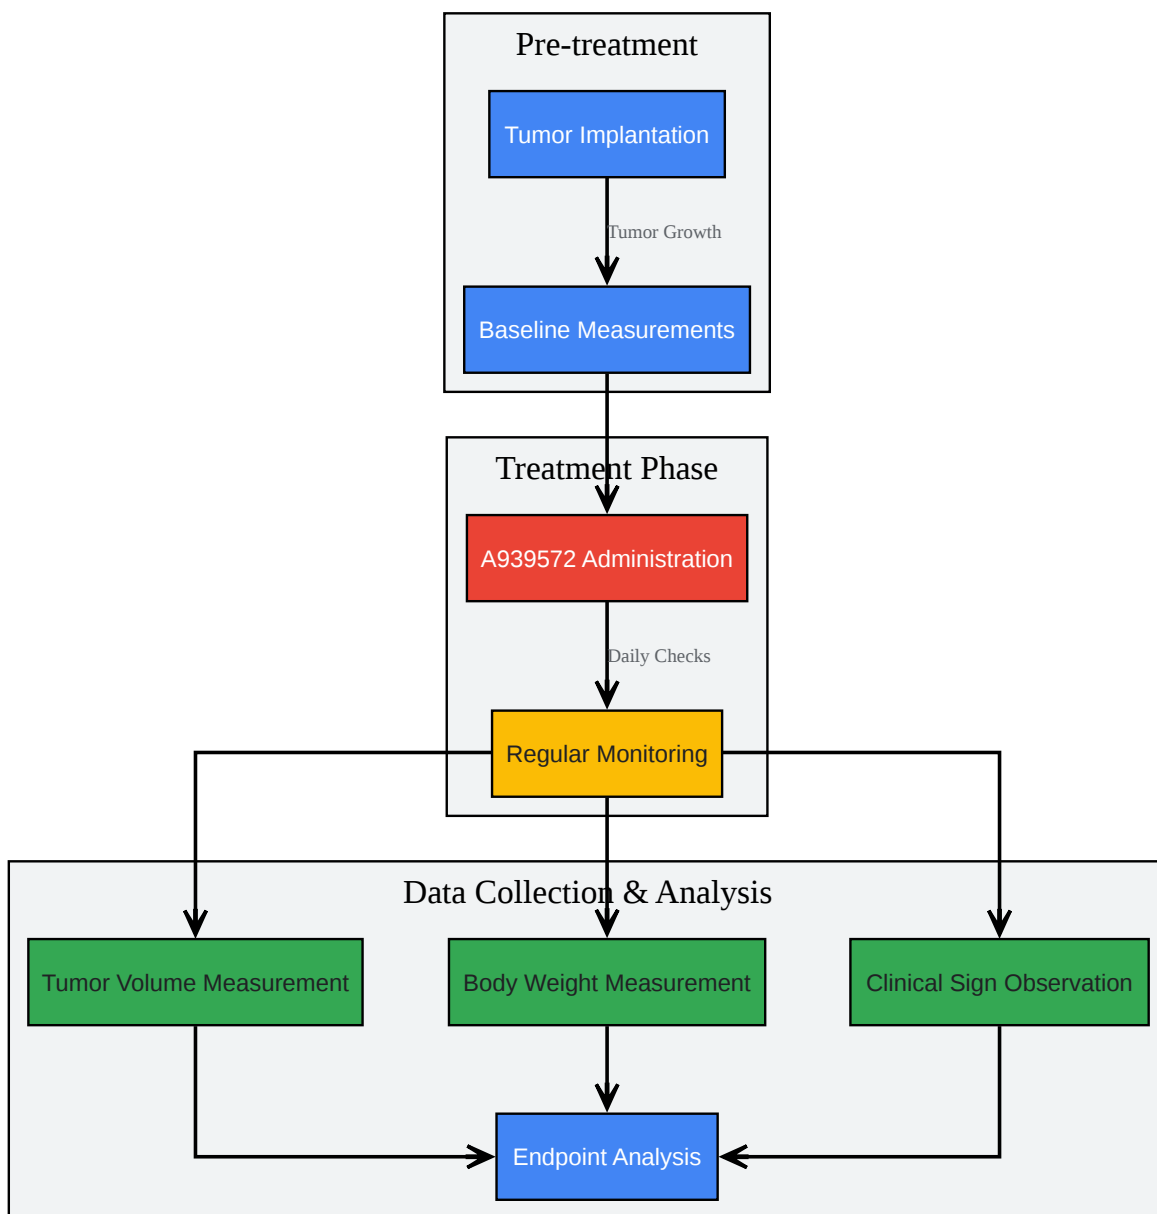 Pre-treatment
Tumor Implantation
Tumor Growth
Baseline Measurements
Treatment Phase
A939572 Administration
Daily Checks
Regular Monitoring
Data Collection & Analysis
Tumor Volume Measurement
Body Weight Measurement
Clinical Sign Observation
Endpoint Analysis